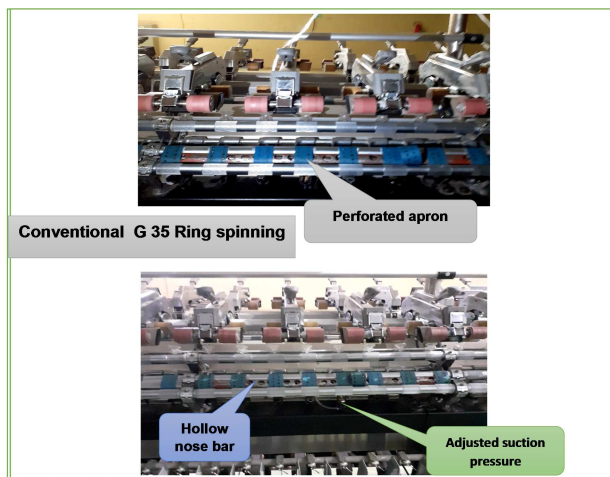 Perforated apron
Conventional G 35 Ring spinning
Hollow
nose bar
Adjusted suction
pressure